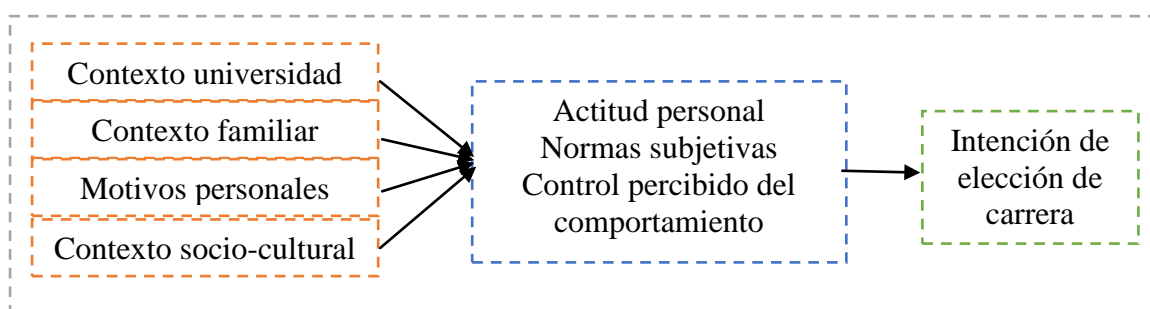 Contexto universidad
Contexto familiar
Motivos personales
Contexto socio-cultural
Actitud personal
Normas subjetivas
Control percibido del
comportamiento
Intención de
elección de
carrera